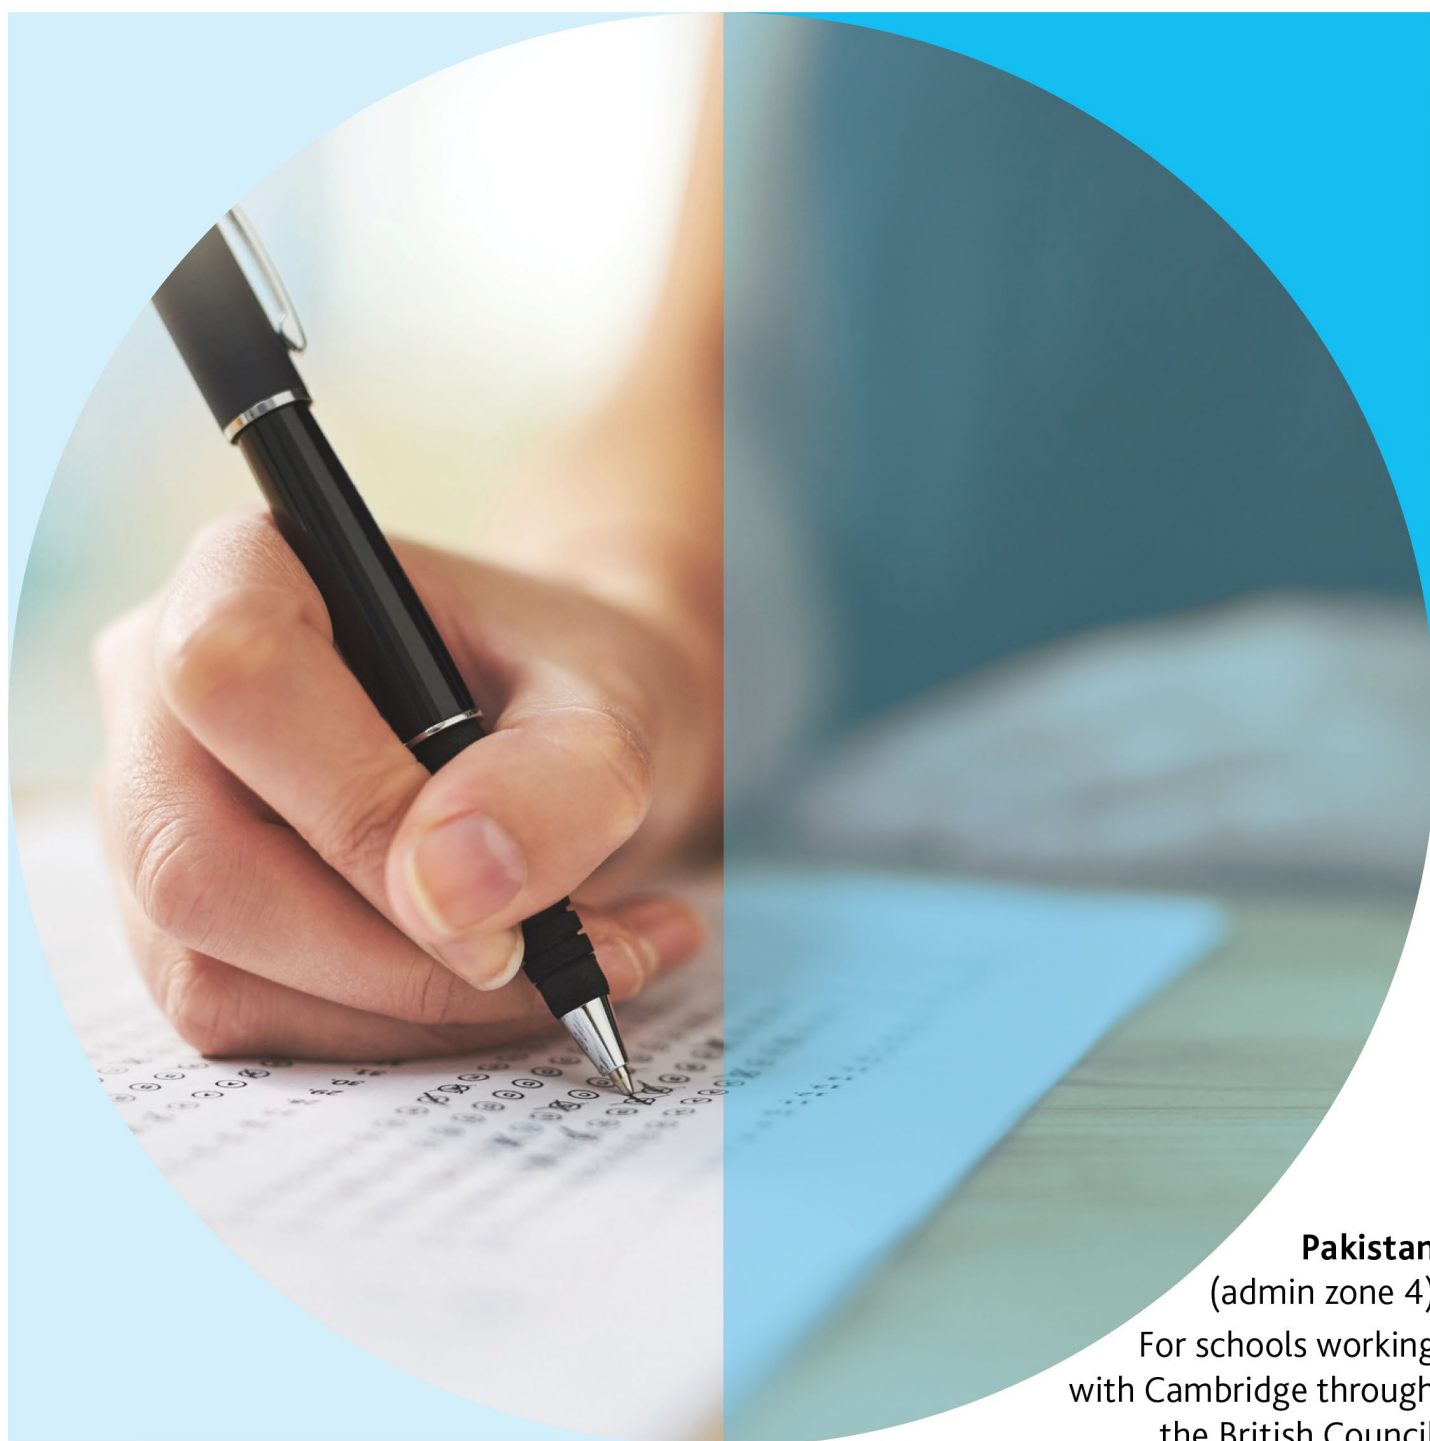 Pakistan
(admin zone 4)
For schools working
with Cambridge through
the British Council